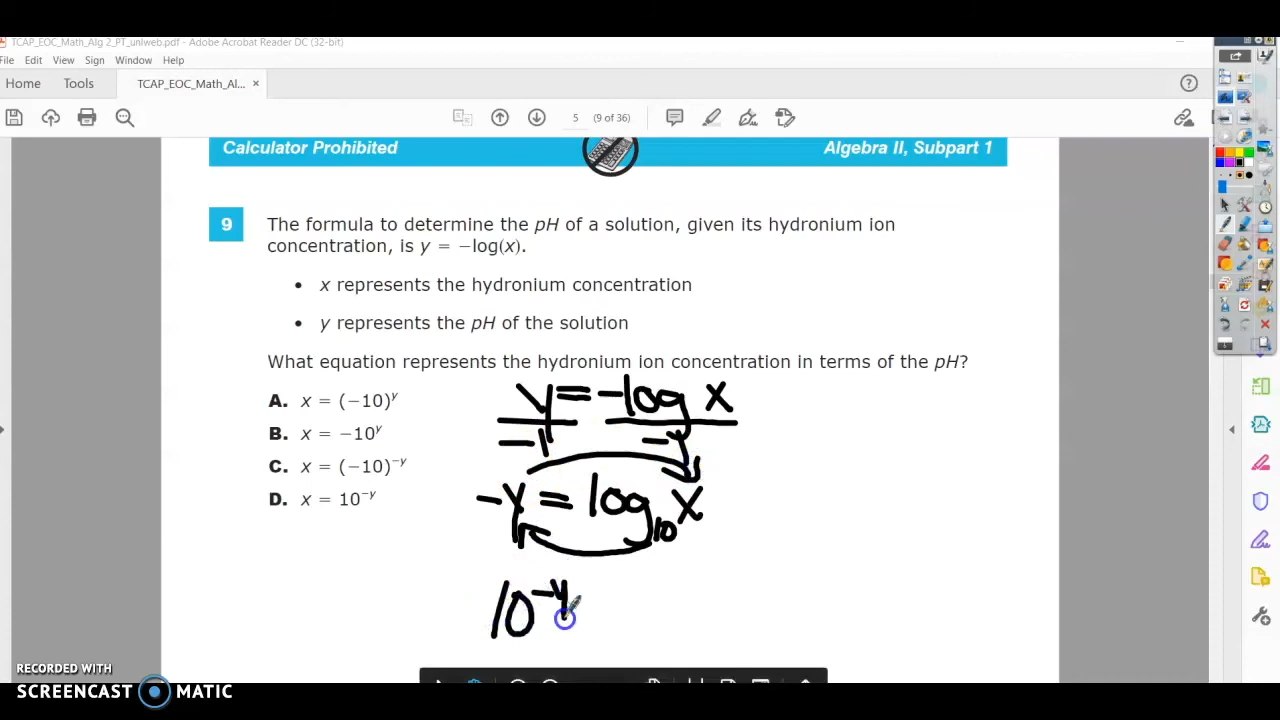 TCAP_EOC_Math_Alg 2_PT_unlweb.pdf - Adobe Acrobat Reader DC (32-bit)
File Edit View Sign Window Help
Home Tools TCAP_EOC_Math_Al... ×
5 (9 of 36)
Calculator Prohibited Algebra II, Subpart 1
9 The formula to determine the pH of a solution, given its hydronium ion
concentration, is y = −log(x).
• x represents the hydronium concentration
• y represents the pH of the solution
What equation represents the hydronium ion concentration in terms of the pH?
A. x = (−10)^y
B. x = −10^y
C. x = (−10)^−y
D. x = 10^−y
y = -log x
-1 -1
-y = log₁₀ x
10^-y
RECORDED WITH
SCREENCAST MATIC